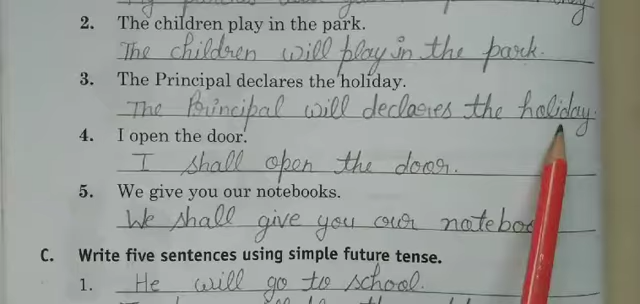 2. The children play in the park.
The children will play in the park.
3. The Principal declares the holiday.
The Principal will declares the holiday.
4. I open the door.
I shall open the door.
5. We give you our notebooks.
We shall give you our noteboo
C. Write five sentences using simple future tense.
1. He will go to school.